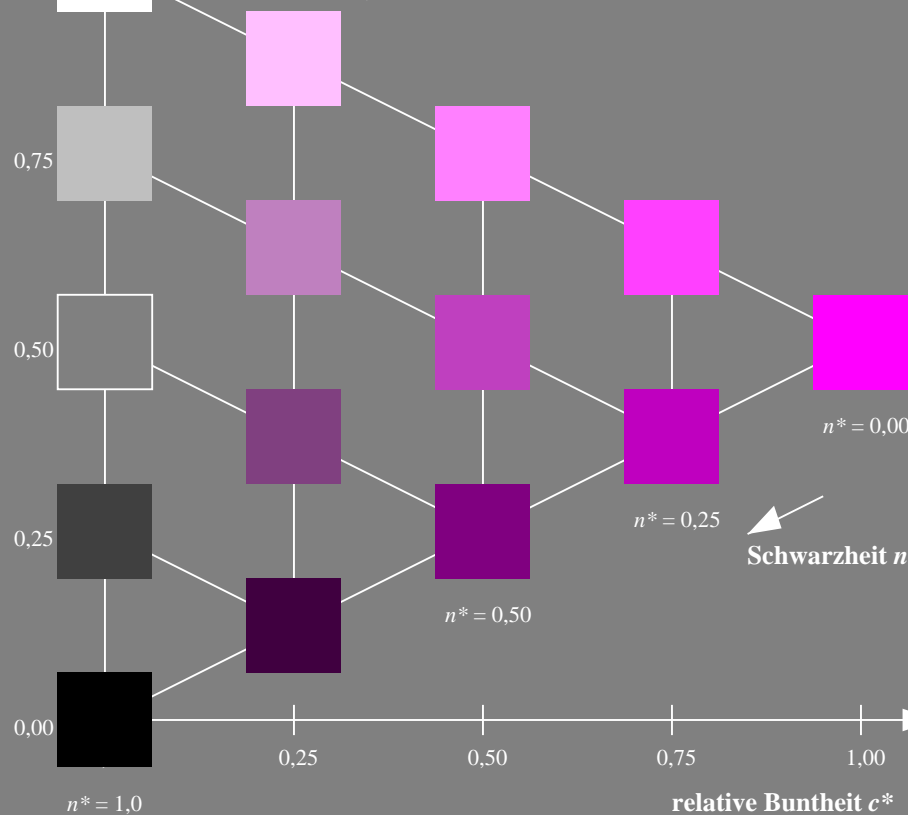 0,75
0,50
n* = 0,00
n* = 0,25
0,25
Schwarzheit n
n* = 0,50
0,00
0,25 0,50 0,75 1,00
n* = 1,0
relative Buntheit c*